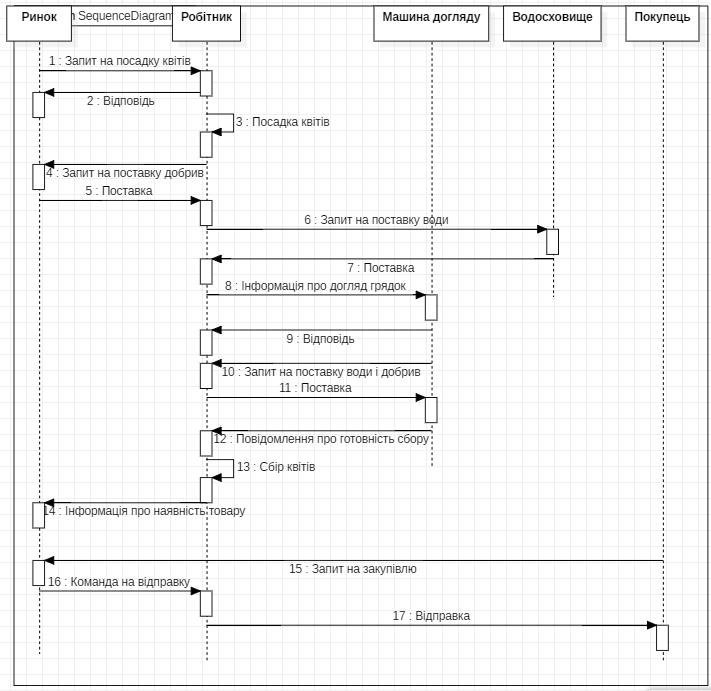 Ринок
SequenceDiagram
Робітник
Машина догляду
Водосховище
Покупець
1 : Запит на посадку квітів
2 : Відповідь
3 : Посадка квітів
4 : Запит на поставку добрив
5 : Поставка
6 : Запит на поставку води
7 : Поставка
8 : Інформація про догляд грядок
9 : Відповідь
10 : Запит на поставку води і добрив
11 : Поставка
12 : Повідомлення про готовність сбору
13 : Сбір квітів
14 : Інформація про наявність товару
15 : Запит на закупівлю
16 : Команда на відправку
17 : Відправка